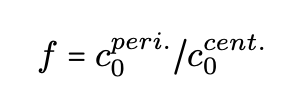 $f = c_0^{peri.}/c_0^{cent.}$